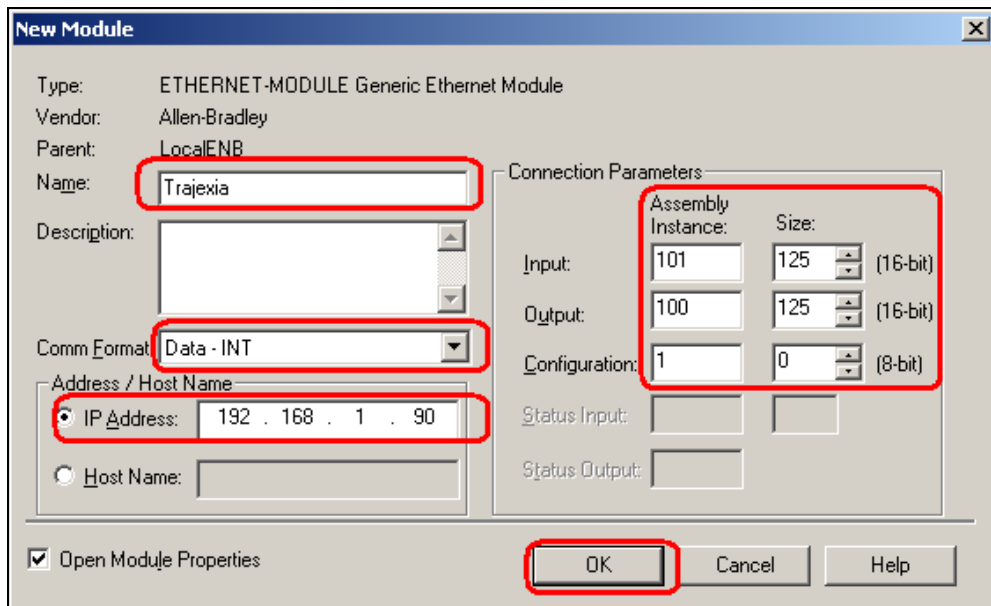 New Module
Type: ETHERNET-MODULE Generic Ethernet Module
Vendor: Allen-Bradley
Parent: LocalENB
Name: Trajexia
Description:
Comm Format Data - INT
Address / Host Name
IP Address: 192 . 168 . 1 . 90
Host Name:
Connection Parameters
Assembly
Instance: Size:
Input: 101 125 (16-bit)
Output: 100 125 (16-bit)
Configuration: 1 0 (8-bit)
Status Input:
Status Output:
Open Module Properties
OK Cancel Help